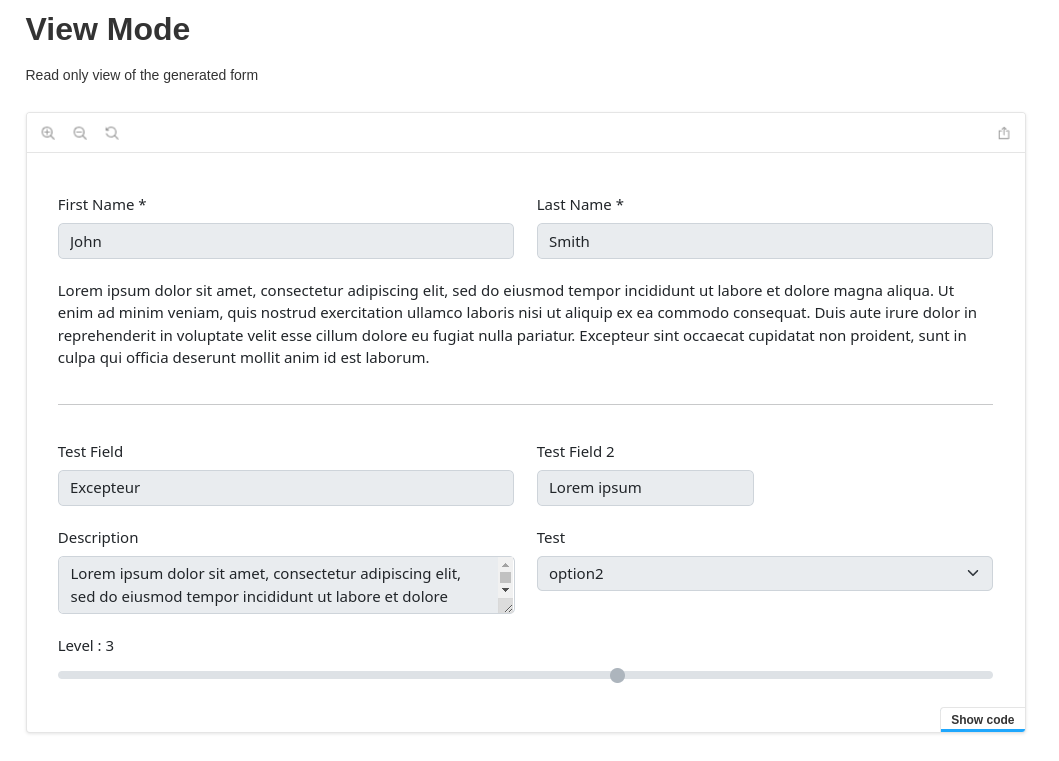 View Mode
Read only view of the generated form
First Name *
Last Name *
John
Smith
Lorem ipsum dolor sit amet, consectetur adipiscing elit, sed do eiusmod tempor incididunt ut labore et dolore magna aliqua. Ut
enim ad minim veniam, quis nostrud exercitation ullamco laboris nisi ut aliquip ex ea commodo consequat. Duis aute irure dolor in
reprehenderit in voluptate velit esse cillum dolore eu fugiat nulla pariatur. Excepteur sint occaecat cupidatat non proident, sunt in
culpa qui officia deserunt mollit anim id est laborum.
Test Field
Test Field 2
Excepteur
Lorem ipsum
Description
Test
Lorem ipsum dolor sit amet, consectetur adipiscing elit,
sed do eiusmod tempor incididunt ut labore et dolore
option2
Level : 3
Show code